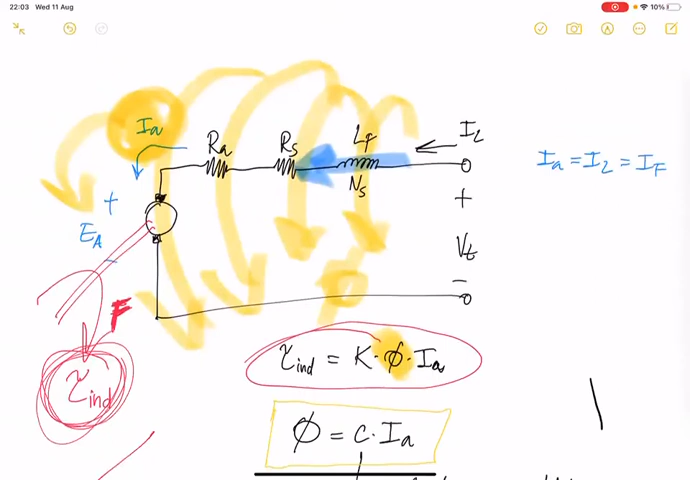 22:03 Wed 11 Aug 10%
Ia Ra Rs LF IL
Ns
Ia = IL = IF
+ +
EA Vt
- -
F
τind
τind = K·ϕ·Ia
ϕ = c·Ia